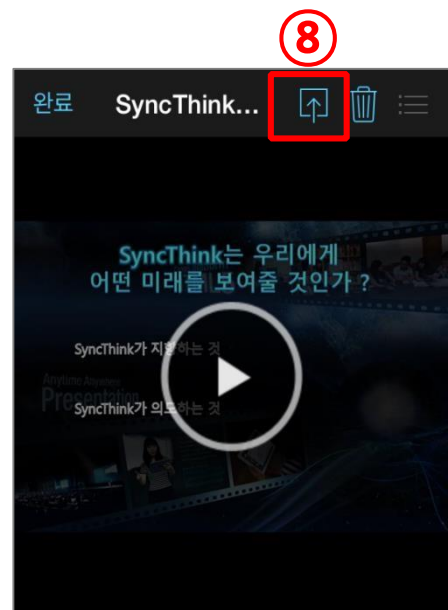 ⑧
완료 SyncThink...
SyncThink는 우리에게
어떤 미래를 보여줄 것인가 ?
SyncThink가 지향하는 것
Anytime Anywhere
Presentation
SyncThink가 의도하는 것